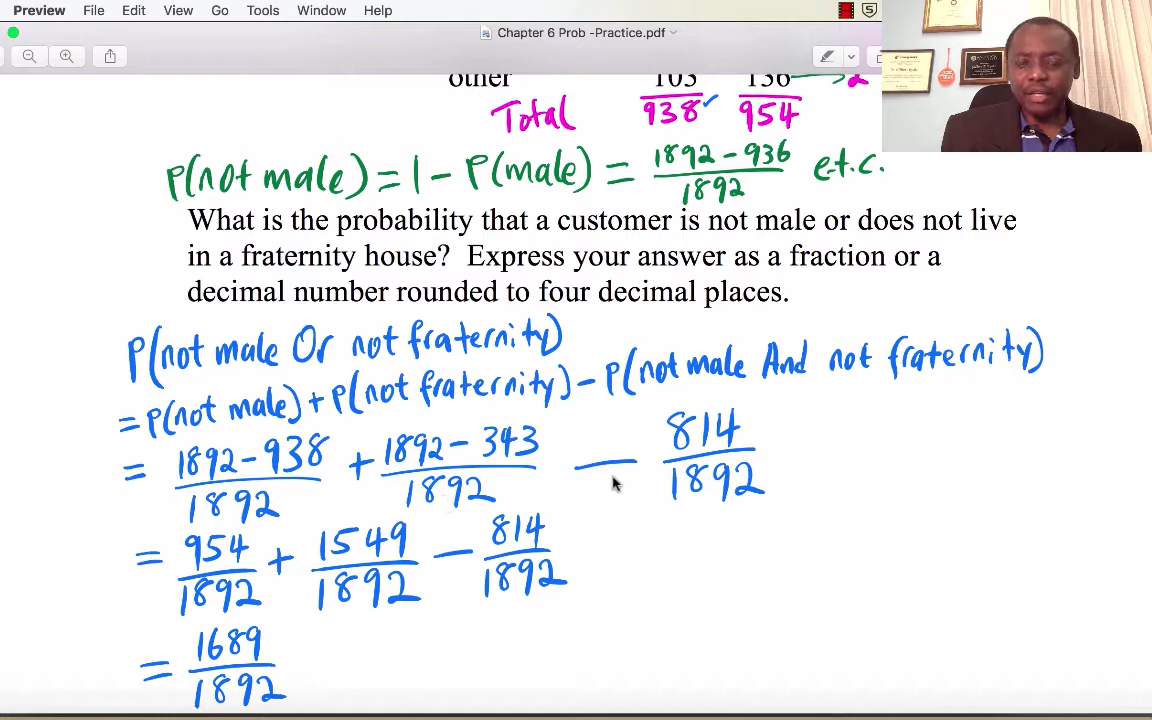 Preview File Edit View Go Tools Window Help
Chapter 6 Prob -Practice.pdf
other 103 136
Total 938 954
P(not male) = 1 - P(male) = 1892 - 936 / 1892 e.t.c.
What is the probability that a customer is not male or does not live
in a fraternity house? Express your answer as a fraction or a
decimal number rounded to four decimal places.
P(not male Or not fraternity)
= P(not male) + P(not fraternity) - P(not male And not fraternity)
= 1892 - 938 / 1892 + 1892 - 343 / 1892 — 814 / 1892
= 954 / 1892 + 1549 / 1892 — 814 / 1892
= 1689 / 1892